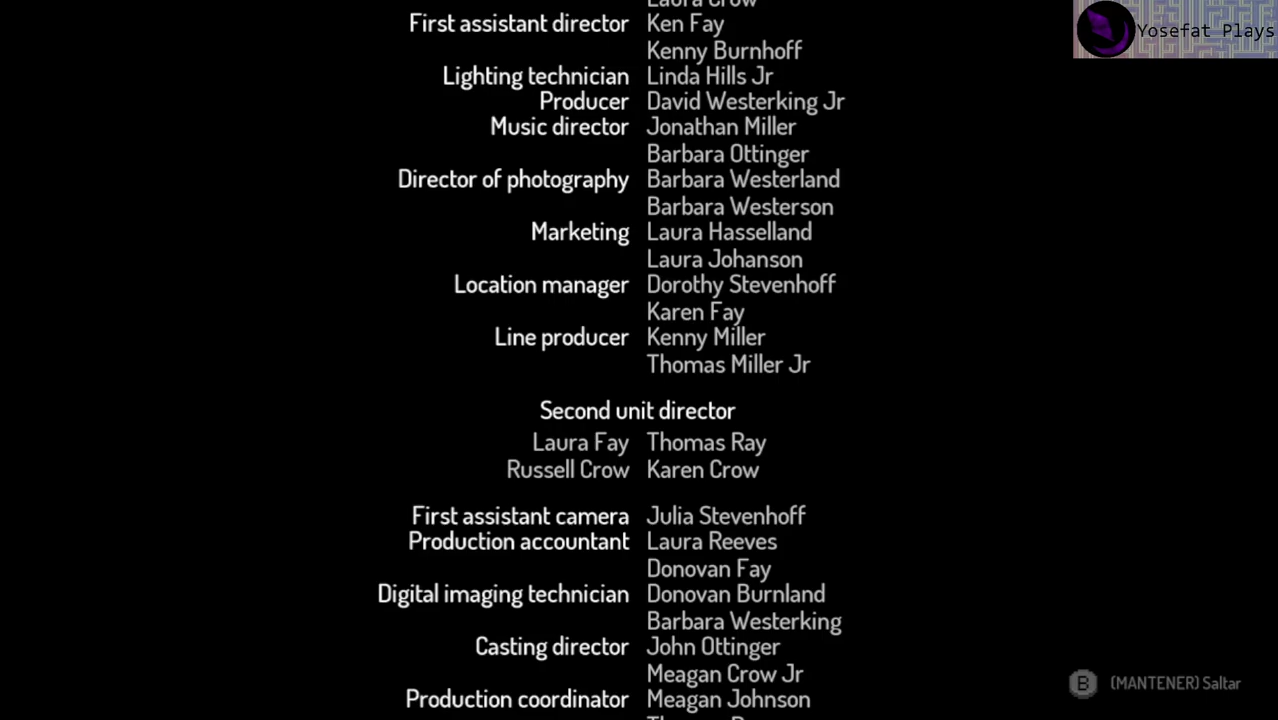 Laura Crow
Yosefat Plays
First assistant director Ken Fay
Kenny Burnhoff
Lighting technician Linda Hills Jr
Producer David Westerking Jr
Music director Jonathan Miller
Barbara Ottinger
Director of photography Barbara Westerland
Barbara Westerson
Marketing Laura Hasselland
Laura Johanson
Location manager Dorothy Stevenhoff
Karen Fay
Line producer Kenny Miller
Thomas Miller Jr
Second unit director
Laura Fay Thomas Ray
Russell Crow Karen Crow
First assistant camera Julia Stevenhoff
Production accountant Laura Reeves
Donovan Fay
Digital imaging technician Donovan Burnland
Barbara Westerking
Casting director John Ottinger
Meagan Crow Jr
B (MANTENER) Saltar
Production coordinator Meagan Johnson